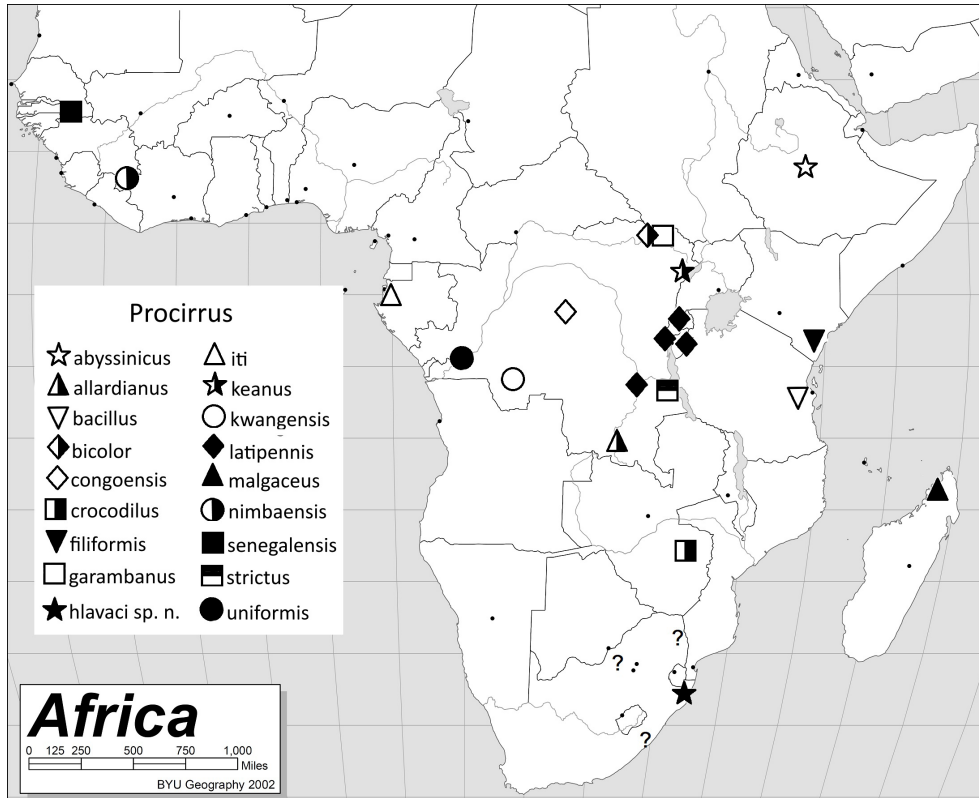 Procirrus
abyssinicus
iti
allardianus
keanus
bacillus
kwangensis
bicolor
latipennis
congoensis
malgaceus
crocodilus
nimbaensis
filiformis
senegalensis
garambanus
strictus
hlavaci sp. n.
uniformis
?
?
?
Africa
0 125 250 500 750 1,000
Miles
BYU Geography 2002